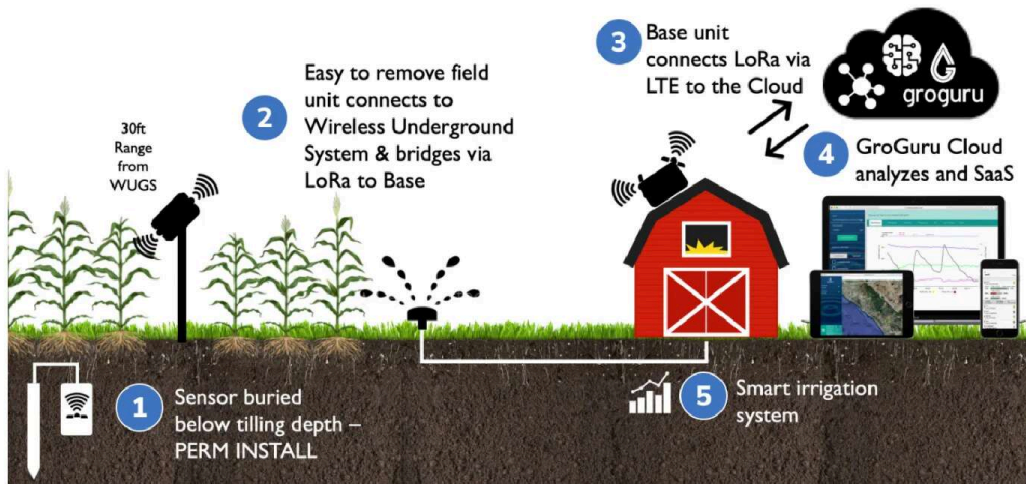 30ft
Range
from
WUGS
2
Easy to remove field
unit connects to
Wireless Underground
System & bridges via
LoRa to Base
3
Base unit
connects LoRa via
LTE to the Cloud
groguru
4
GroGuru Cloud
analyzes and SaaS
1
Sensor buried
below tilling depth –
PERM INSTALL
5
Smart irrigation
system